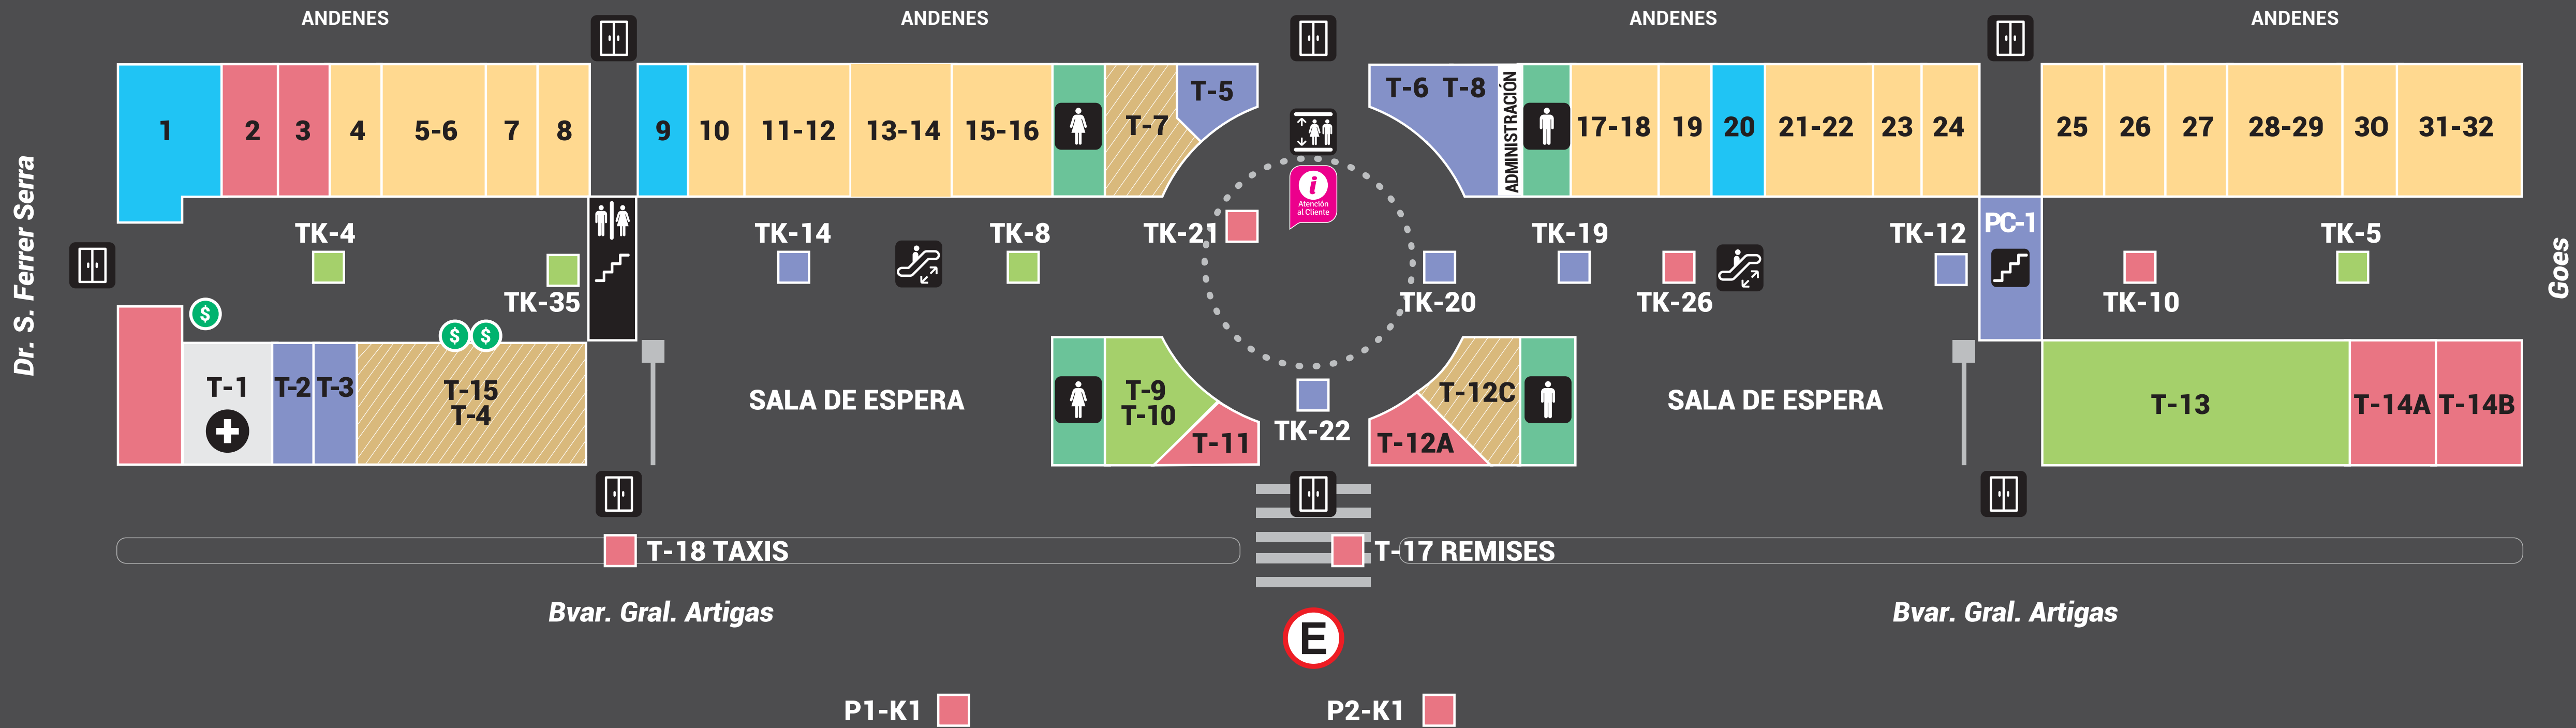 ANDENES
ANDENES
ANDENES
ANDENES
1
2
3
4
5-6
7
8
9
10
11-12
13-14
15-16
T-7
T-5
T-6 T-8
ADMINISTRACIÓN
17-18
19
20
21-22
23
24
25
26
27
28-29
30
31-32
Dr. S. Ferrer Serra
TK-4
TK-35
TK-14
TK-8
TK-21
i
Atención
al Cliente
TK-20
TK-19
TK-26
TK-12
PC-1
TK-10
TK-5
Goes
$
$
$
T-1
T-2
T-3
T-15
T-4
SALA DE ESPERA
T-9
T-10
T-11
TK-22
T-12A
T-12C
SALA DE ESPERA
T-13
T-14A
T-14B
T-18 TAXIS
T-17 REMISES
Bvar. Gral. Artigas
Bvar. Gral. Artigas
E
P1-K1
P2-K1